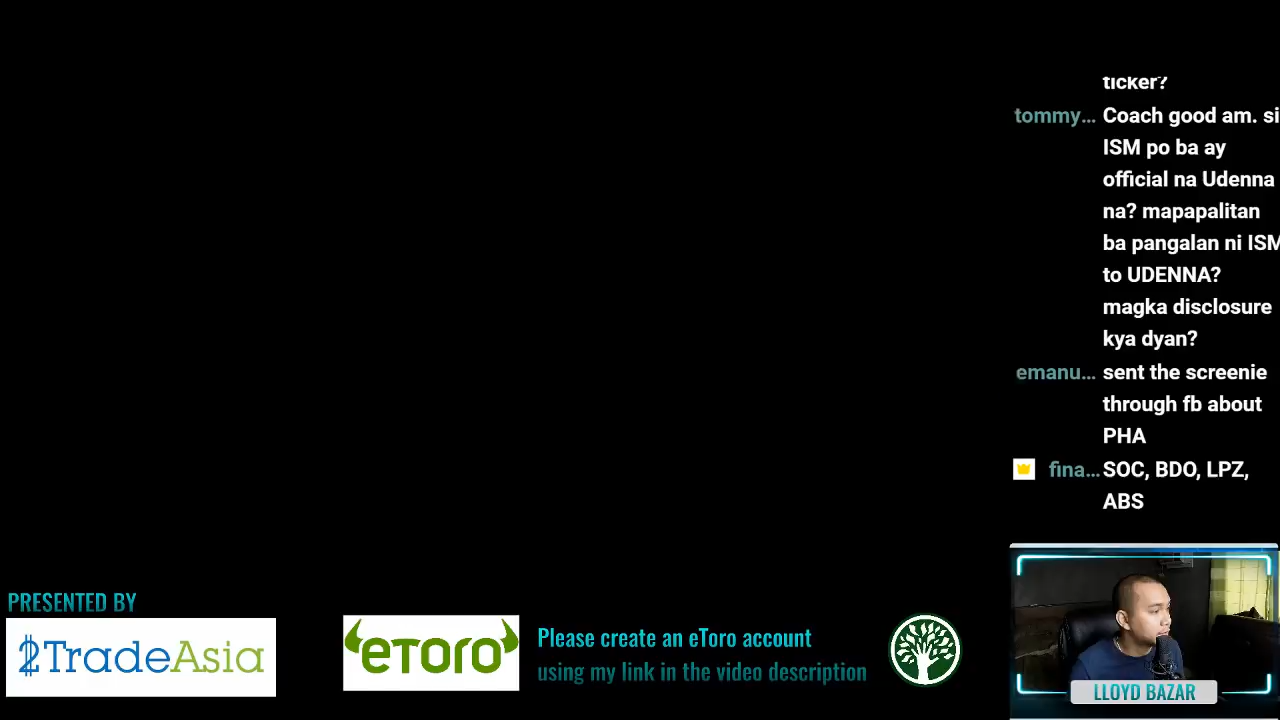 ticker?
tommy… Coach good am. si
ISM po ba ay
official na Udenna
na? mapapalitan
ba pangalan ni ISM
to UDENNA?
magka disclosure
kya dyan?
emanu… sent the screenie
through fb about
PHA
fina… SOC, BDO, LPZ,
ABS
PRESENTED BY
2TradeAsia
eToro
Please create an eToro account
using my link in the video description
LLOYD BAZAR